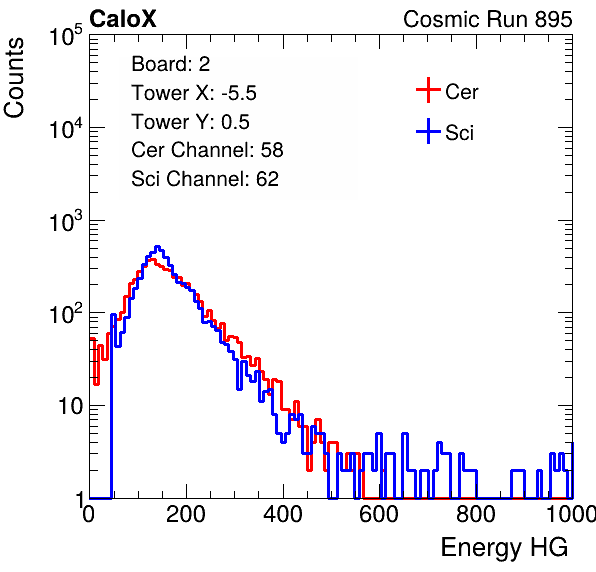 CaloX Cosmic Run 895
Counts
10^5
10^4
10^3
10^2
10
1
Board: 2
Tower X: -5.5
Tower Y: 0.5
Cer Channel: 58
Sci Channel: 62
Cer
Sci
0 200 400 600 800 1000
Energy HG